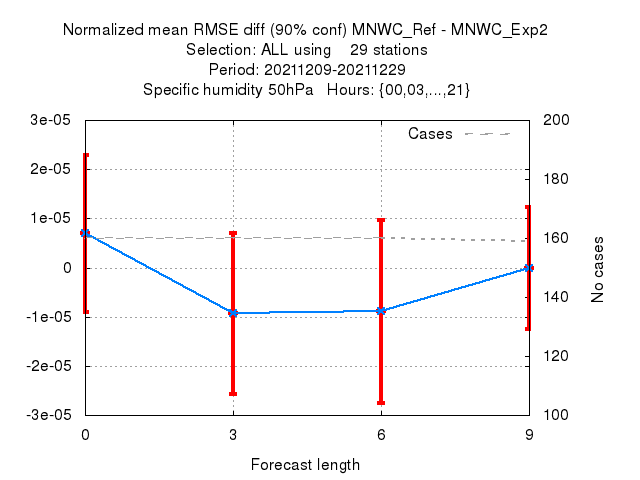 Normalized mean RMSE diff (90% conf) MNWC_Ref - MNWC_Exp2
Selection: ALL using    29 stations
Period: 20211209-20211229
Specific humidity 50hPa   Hours: {00,03,...,21}
Cases
3e-05
2e-05
1e-05
0
-1e-05
-2e-05
-3e-05
200
180
160
140
120
100
No cases
0 3 6 9
Forecast length